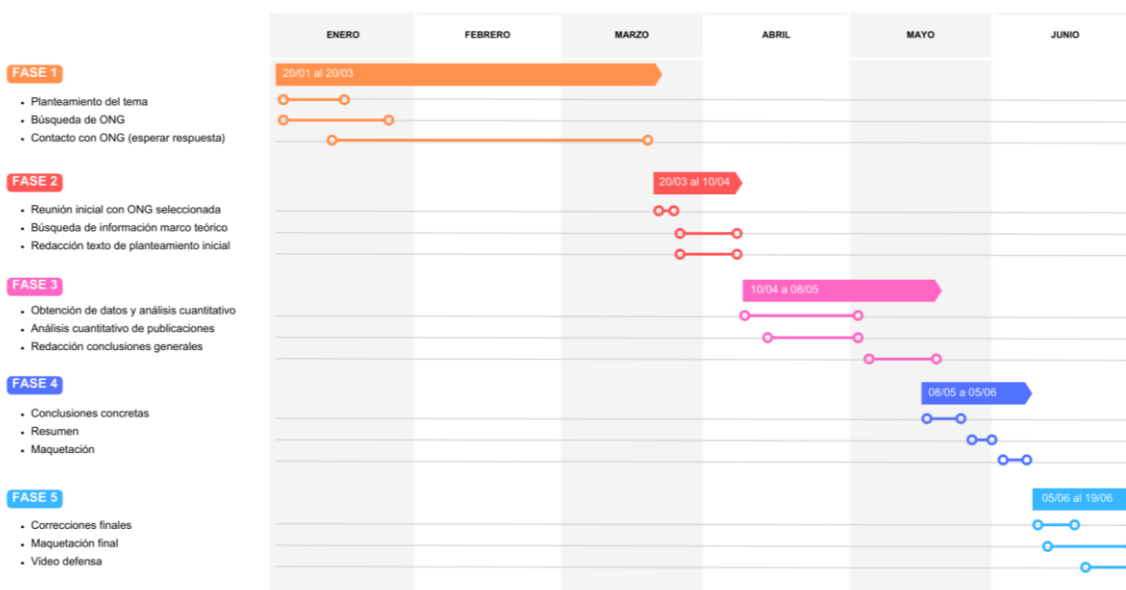 ENERO FEBRERO MARZO ABRIL MAYO JUNIO
FASE 1
20/01 al 20/03
• Planteamiento del tema
• Búsqueda de ONG
• Contacto con ONG (esperar respuesta)
FASE 2
20/03 al 10/04
• Reunión inicial con ONG seleccionada
• Búsqueda de información marco teórico
• Redacción texto de planteamiento inicial
FASE 3
10/04 a 08/05
• Obtención de datos y análisis cuantitativo
• Análisis cuantitativo de publicaciones
• Redacción conclusiones generales
FASE 4
08/05 a 05/06
• Conclusiones concretas
• Resumen
• Maquetación
FASE 5
05/06 al 19/06
• Correcciones finales
• Maquetación final
• Vídeo defensa